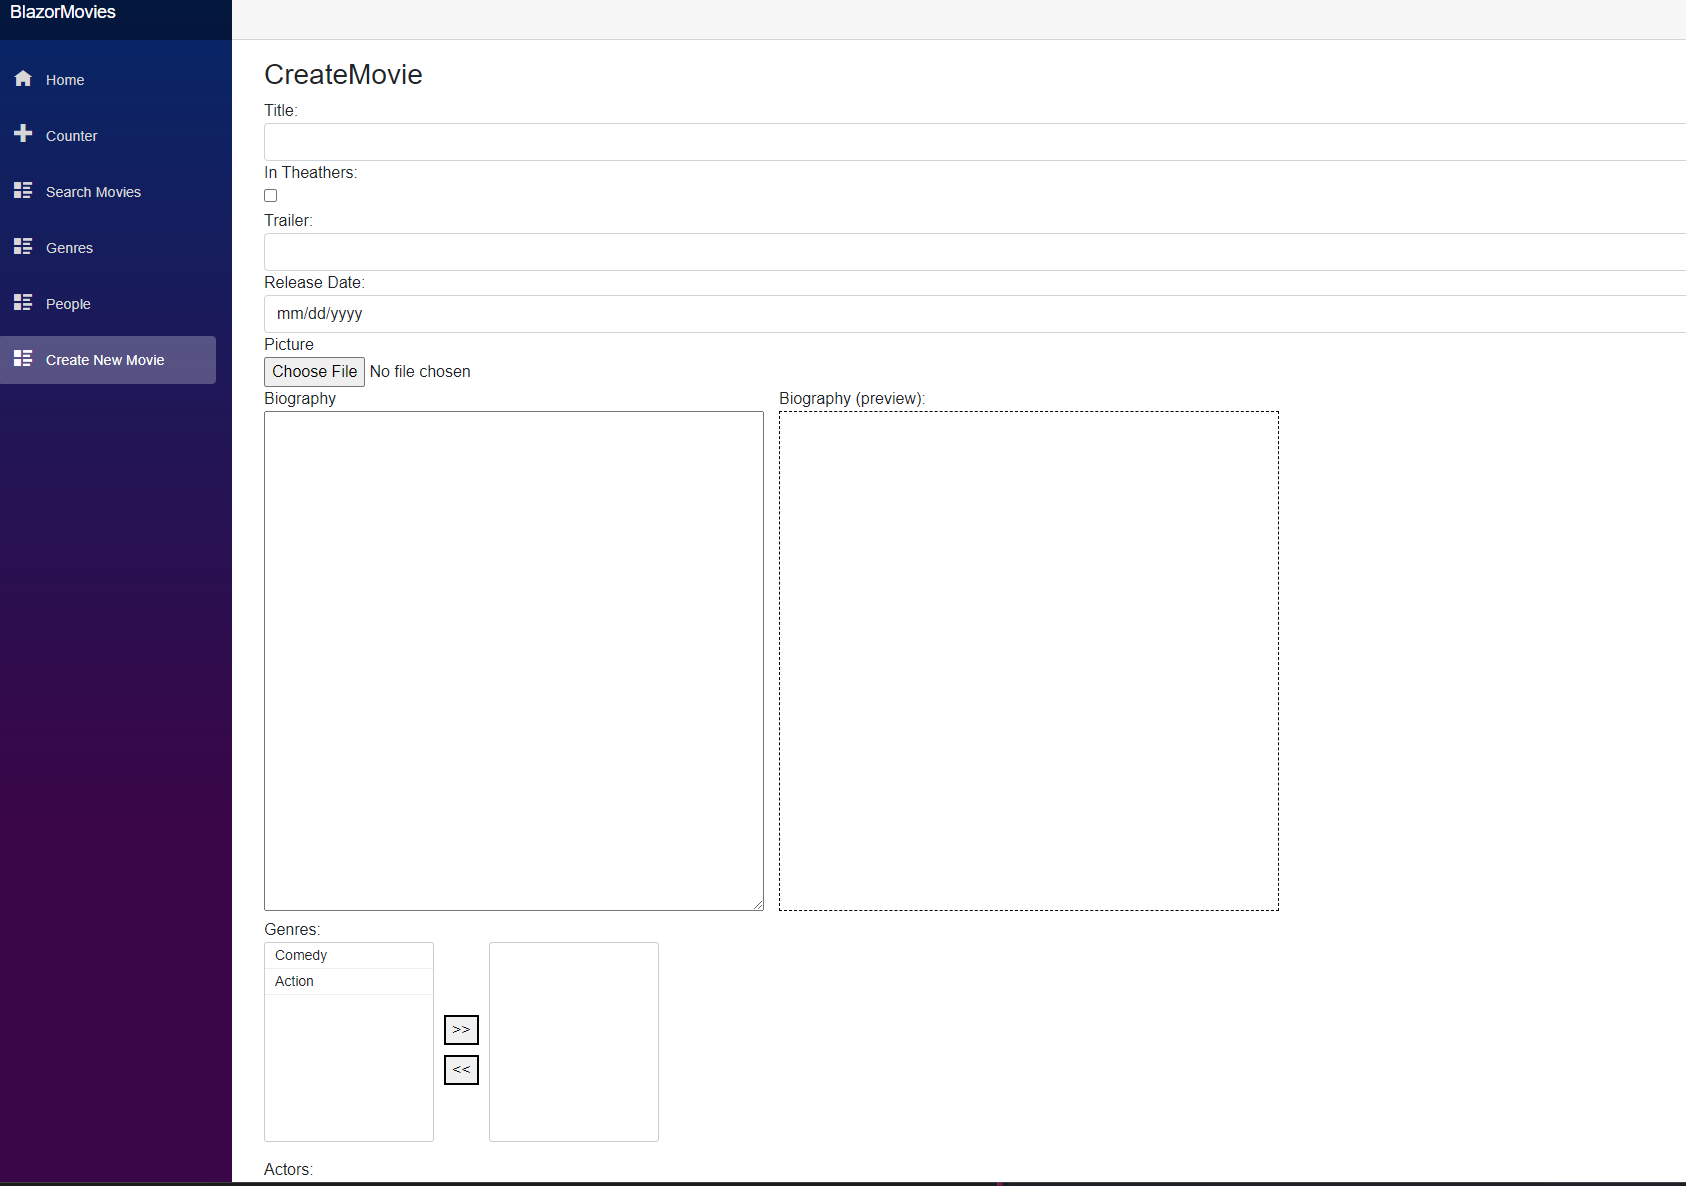 BlazorMovies
Home
Counter
Search Movies
Genres
People
Create New Movie
CreateMovie
Title:
In Theathers:
Trailer:
Release Date:
mm/dd/yyyy
Picture
Choose File No file chosen
Biography
Biography (preview):
Genres:
Comedy
Action
>>
<<
Actors: